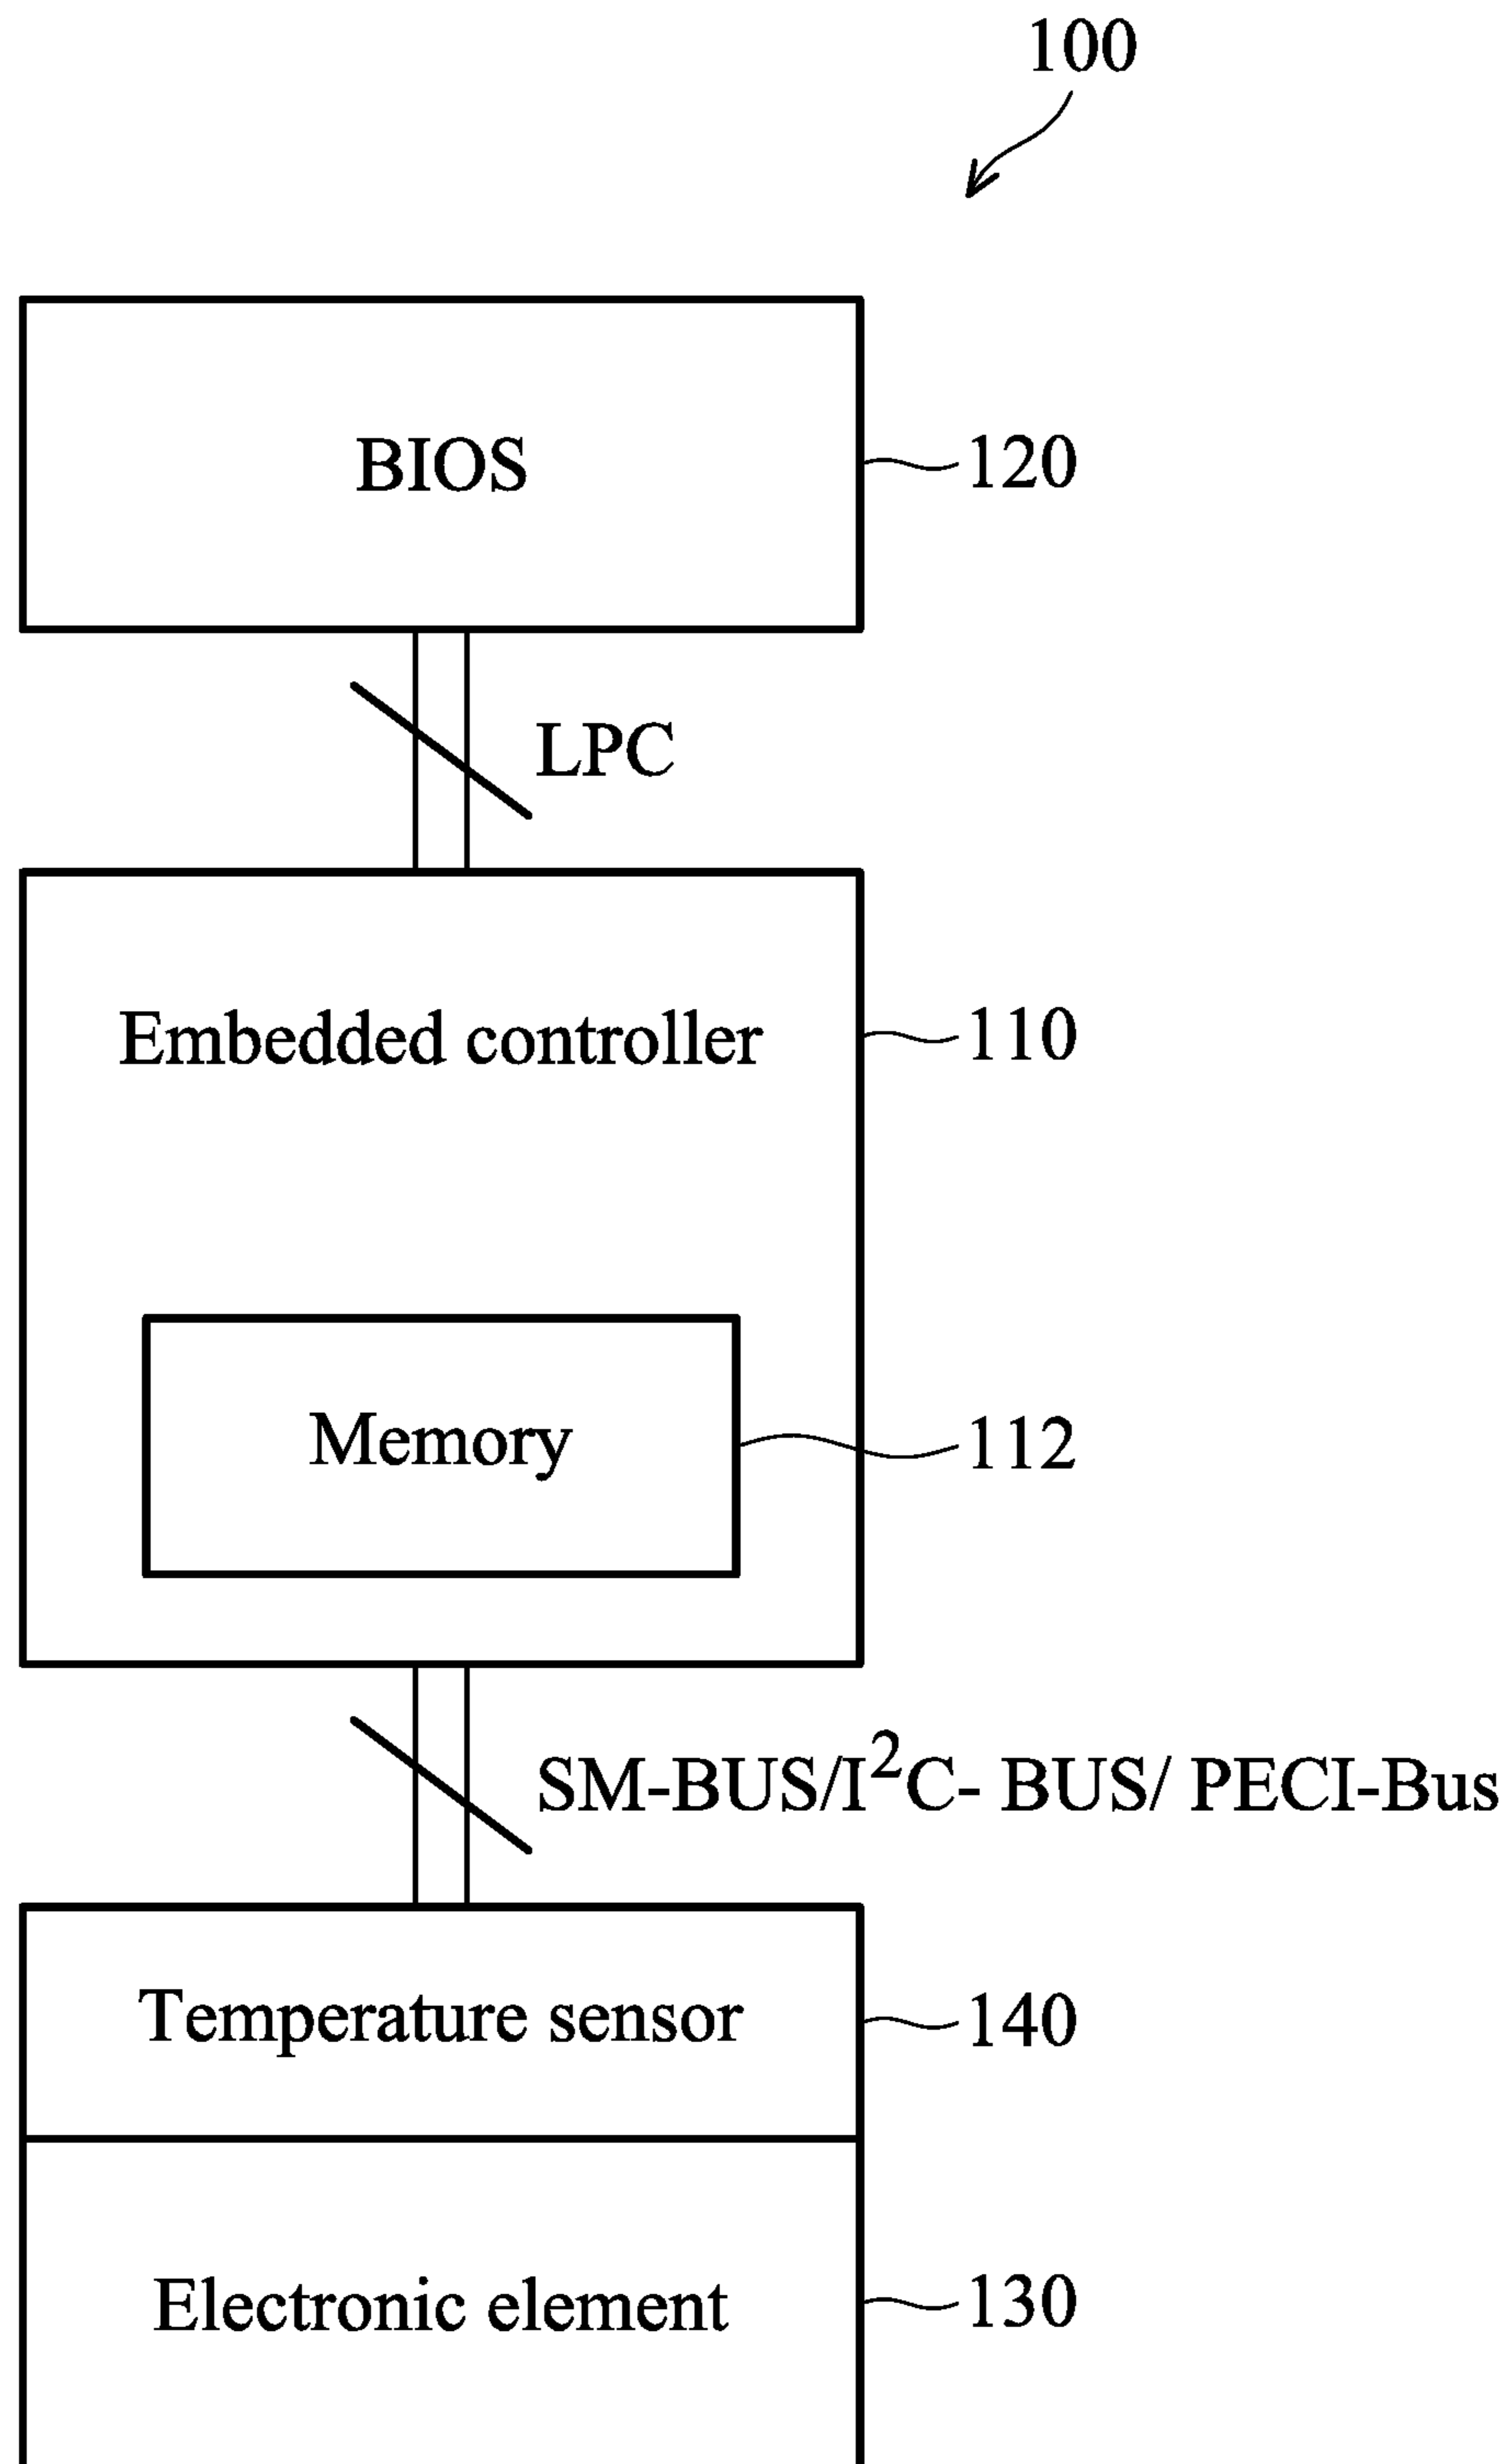 100
BIOS
120
LPC
Embedded controller
110
Memory
112
SM-BUS/I²C- BUS/ PECI-Bus
Temperature sensor
140
Electronic element
130